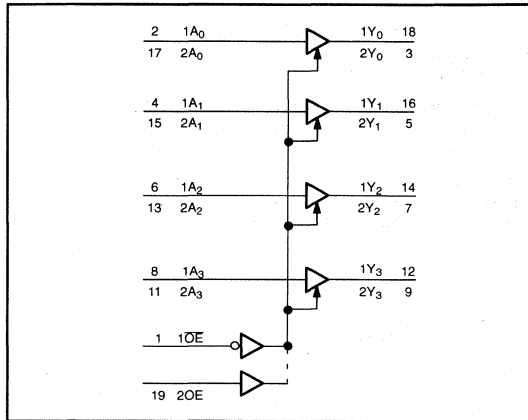 2 1A0 1Y0 18
17 2A0 2Y0 3
4 1A1 1Y1 16
15 2A1 2Y1 5
6 1A2 1Y2 14
13 2A2 2Y2 7
8 1A3 1Y3 12
11 2A3 2Y3 9
1 1O̅E̅
19 2OE